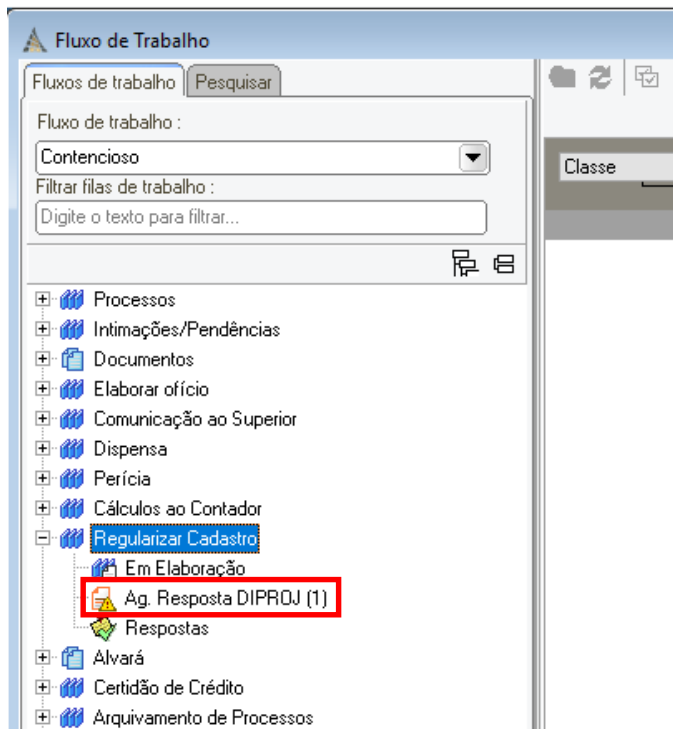 Fluxo de Trabalho
Fluxos de trabalho Pesquisar
Fluxo de trabalho :
Contencioso
Classe
Filtrar filas de trabalho :
Digite o texto para filtrar...
Processos
Intimações/Pendências
Documentos
Elaborar ofício
Comunicação ao Superior
Dispensa
Perícia
Cálculos ao Contador
Regularizar Cadastro
Em Elaboração
Ag. Resposta DIPROJ (1)
Respostas
Alvará
Certidão de Crédito
Arquivamento de Processos